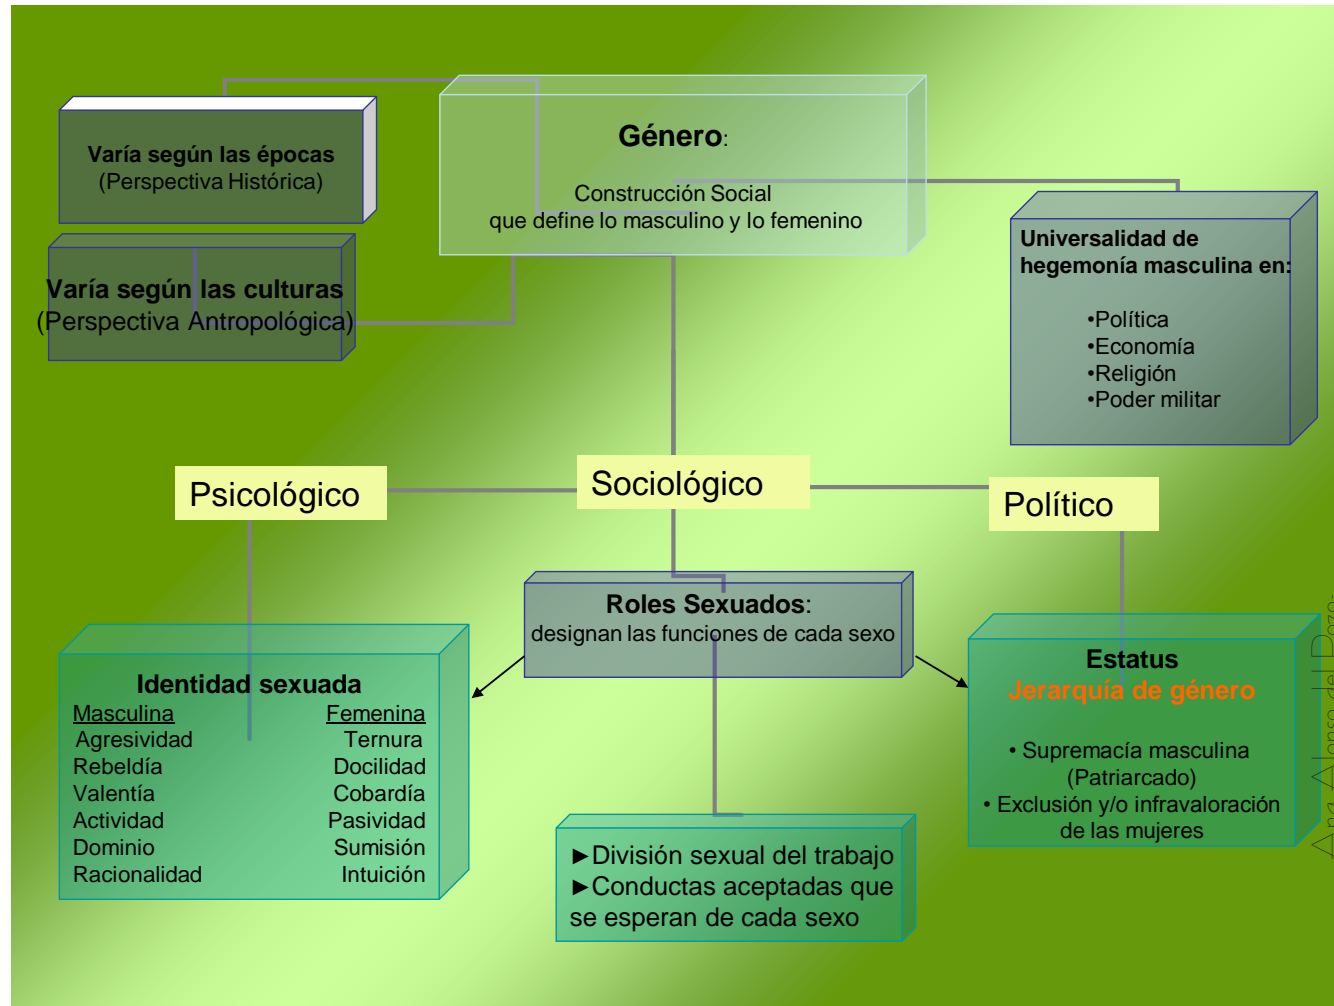 Género:
Construcción Social
que define lo masculino y lo femenino
Varía según las épocas
(Perspectiva Histórica)
Varía según las culturas
(Perspectiva Antropológica)
Universalidad de
hegemonía masculina en:
•Política
•Economía
•Religión
•Poder militar
Psicológico
Sociológico
Político
Roles Sexuados:
designan las funciones de cada sexo
Identidad sexuada
Masculina Femenina
Agresividad Ternura
Rebeldía Docilidad
Valentía Cobardía
Actividad Pasividad
Dominio Sumisión
Racionalidad Intuición
►División sexual del trabajo
►Conductas aceptadas que
se esperan de cada sexo
Estatus
Jerarquía de género
• Supremacía masculina
(Patriarcado)
• Exclusión y/o infravaloración
de las mujeres
Ana Alonso del Pozo-